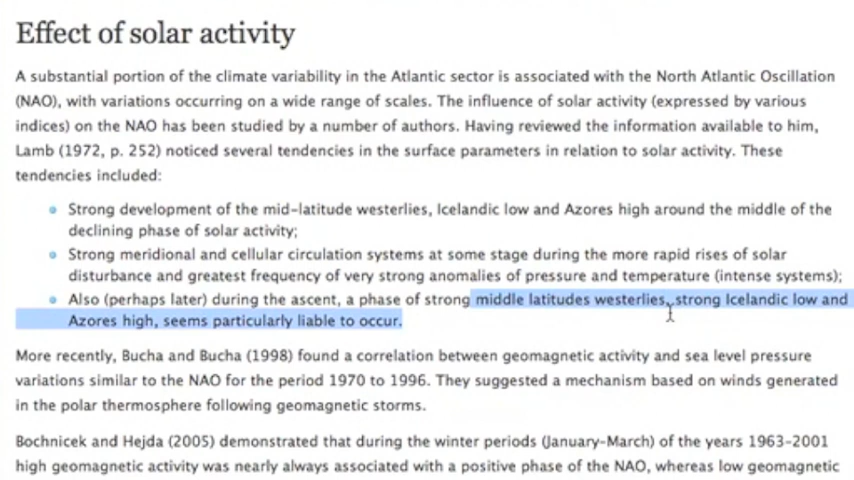 Effect of solar activity
A substantial portion of the climate variability in the Atlantic sector is associated with the North Atlantic Oscillation
(NAO), with variations occurring on a wide range of scales. The influence of solar activity (expressed by various
indices) on the NAO has been studied by a number of authors. Having reviewed the information available to him,
Lamb (1972, p. 252) noticed several tendencies in the surface parameters in relation to solar activity. These
tendencies included:
Strong development of the mid-latitude westerlies, Icelandic low and Azores high around the middle of the
declining phase of solar activity;
Strong meridional and cellular circulation systems at some stage during the more rapid rises of solar
disturbance and greatest frequency of very strong anomalies of pressure and temperature (intense systems);
Also (perhaps later) during the ascent, a phase of strong middle latitudes westerlies, strong Icelandic low and
Azores high, seems particularly liable to occur.
More recently, Bucha and Bucha (1998) found a correlation between geomagnetic activity and sea level pressure
variations similar to the NAO for the period 1970 to 1996. They suggested a mechanism based on winds generated
in the polar thermosphere following geomagnetic storms.
Bochnicek and Hejda (2005) demonstrated that during the winter periods (January-March) of the years 1963-2001
high geomagnetic activity was nearly always associated with a positive phase of the NAO, whereas low geomagnetic